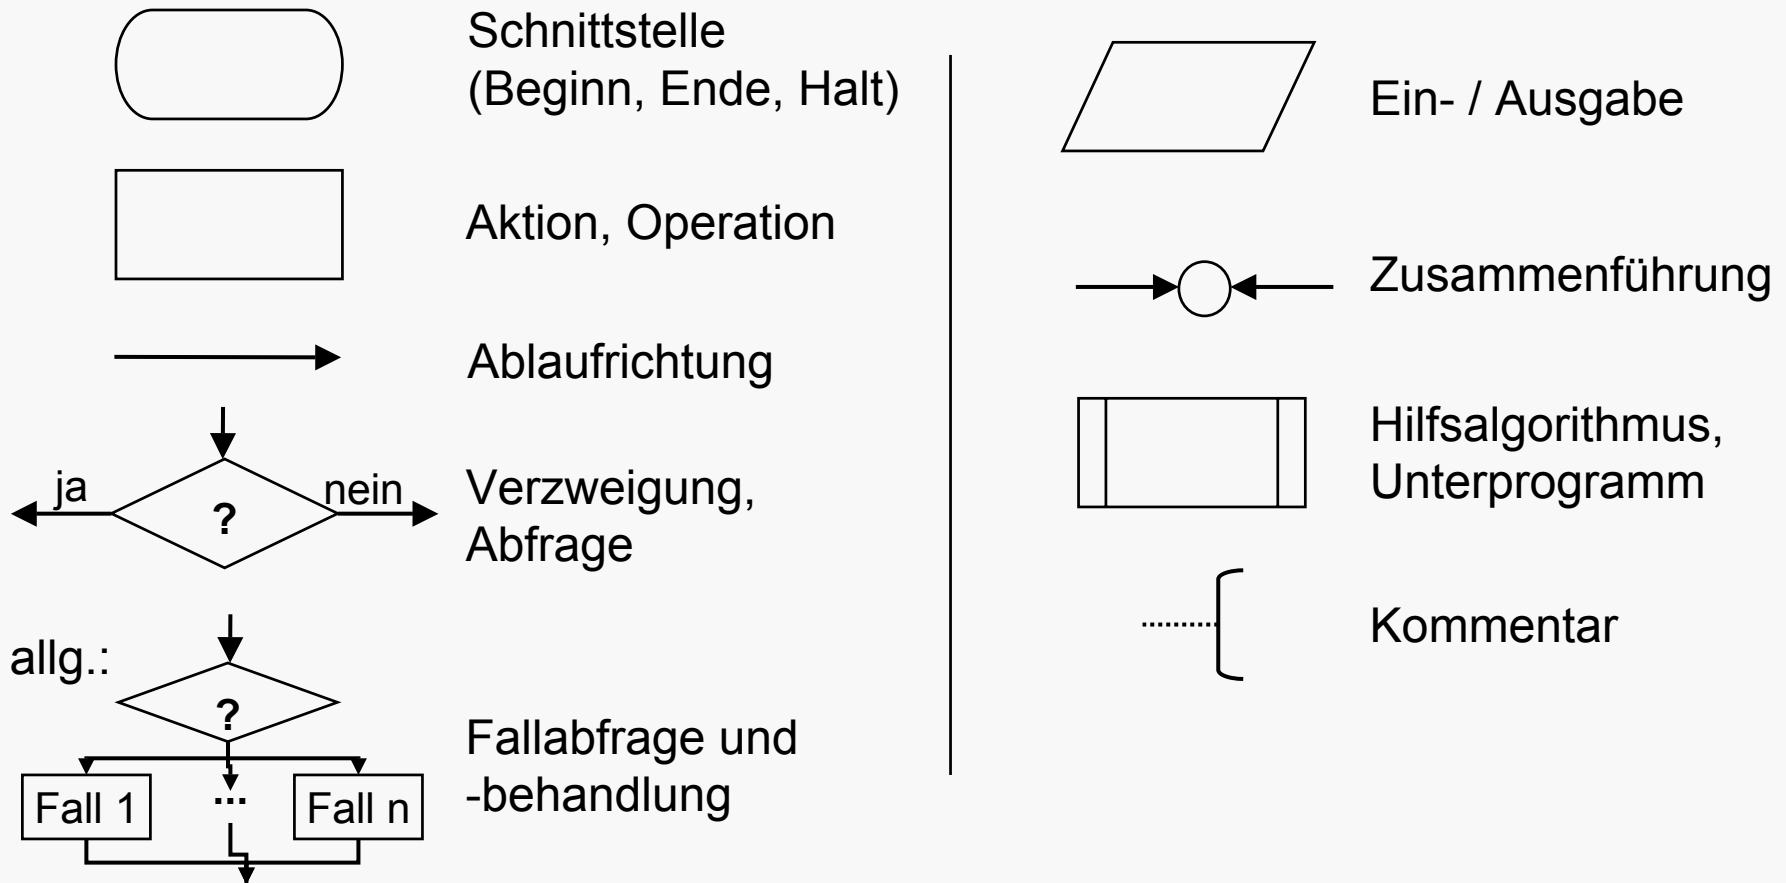 Schnittstelle
(Beginn, Ende, Halt)
Aktion, Operation
Ablaufrichtung
ja
?
nein
Verzweigung,
Abfrage
allg.:
?
Fallabfrage und
-behandlung
Fall 1
...
Fall n
Ein- / Ausgabe
Zusammenführung
Hilfsalgorithmus,
Unterprogramm
Kommentar